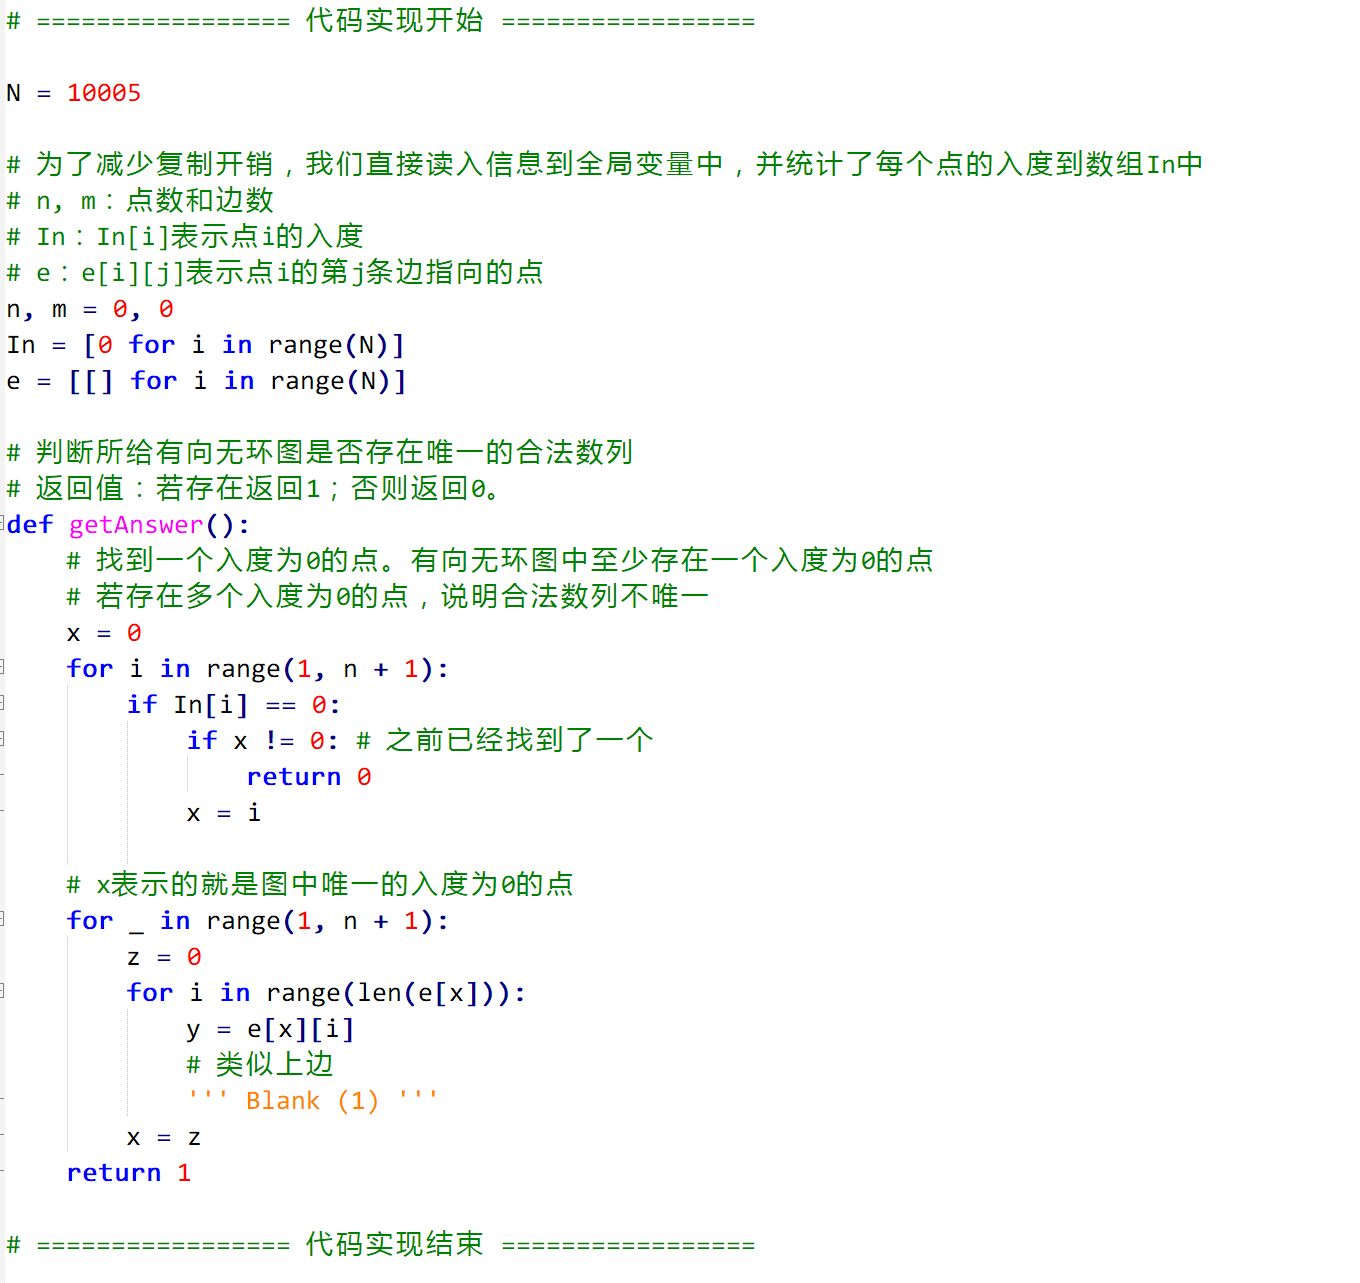 # ================= 代码实现开始 =================
N = 10005
# 为了减少复制开销，我们直接读入信息到全局变量中，并统计了每个点的入度到数组In中
# n, m：点数和边数
# In：In[i]表示点i的入度
# e：e[i][j]表示点i的第j条边指向的点
n, m = 0, 0
In = [0 for i in range(N)]
e = [[] for i in range(N)]
# 判断所给有向无环图是否存在唯一的合法数列
# 返回值：若存在返回1；否则返回0。
def getAnswer():
    # 找到一个入度为0的点。有向无环图中至少存在一个入度为0的点
    # 若存在多个入度为0的点，说明合法数列不唯一
    x = 0
    for i in range(1, n + 1):
        if In[i] == 0:
            if x != 0: # 之前已经找到了一个
                return 0
            x = i
    # x表示的就是图中唯一的入度为0的点
    for _ in range(1, n + 1):
        z = 0
        for i in range(len(e[x])):
            y = e[x][i]
            # 类似上边
            ''' Blank (1) '''
        x = z
    return 1
# ================= 代码实现结束 =================